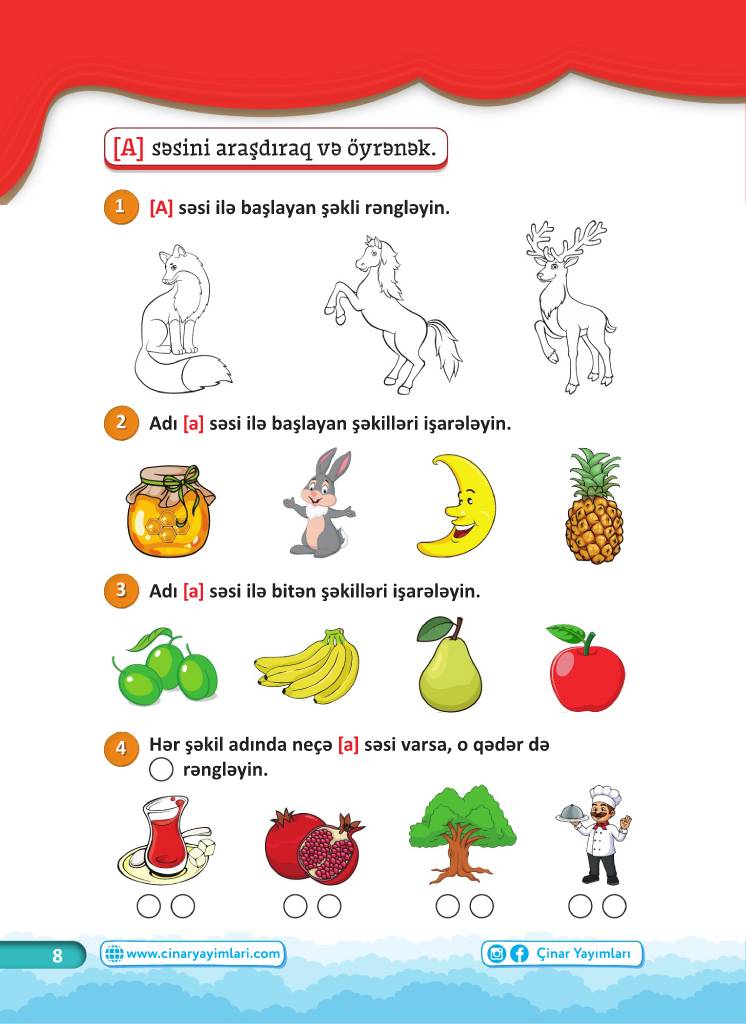 [A] səsini araşdıraq və öyrənək.
1 [A] səsi ilə başlayan şəkli rəngləyin.
2 Adı [a] səsi ilə başlayan şəkilləri işarələyin.
3 Adı [a] səsi ilə bitən şəkilləri işarələyin.
4 Hər şəkil adında neçə [a] səsi varsa, o qədər də
rəngləyin.
8 www.cinaryayimlari.com Çinar Yayımları